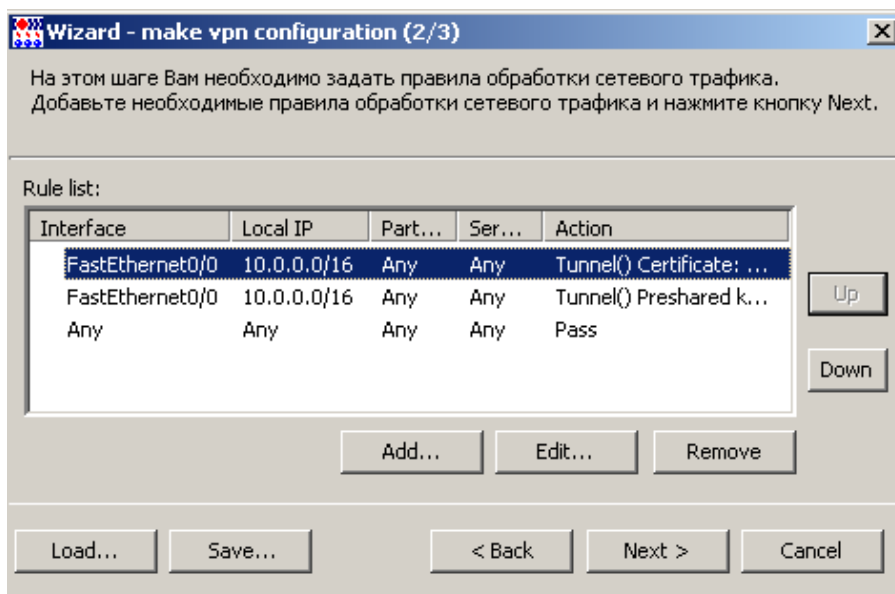 Wizard - make vpn configuration (2/3)
На этом шаге Вам необходимо задать правила обработки сетевого трафика.
Добавьте необходимые правила обработки сетевого трафика и нажмите кнопку Next.
Rule list:
Interface Local IP Part... Ser... Action
FastEthernet0/0 10.0.0.0/16 Any Any Tunnel() Certificate: ...
FastEthernet0/0 10.0.0.0/16 Any Any Tunnel() Preshared k...
Any Any Any Any Pass
Up
Down
Add... Edit... Remove
Load... Save... < Back Next > Cancel